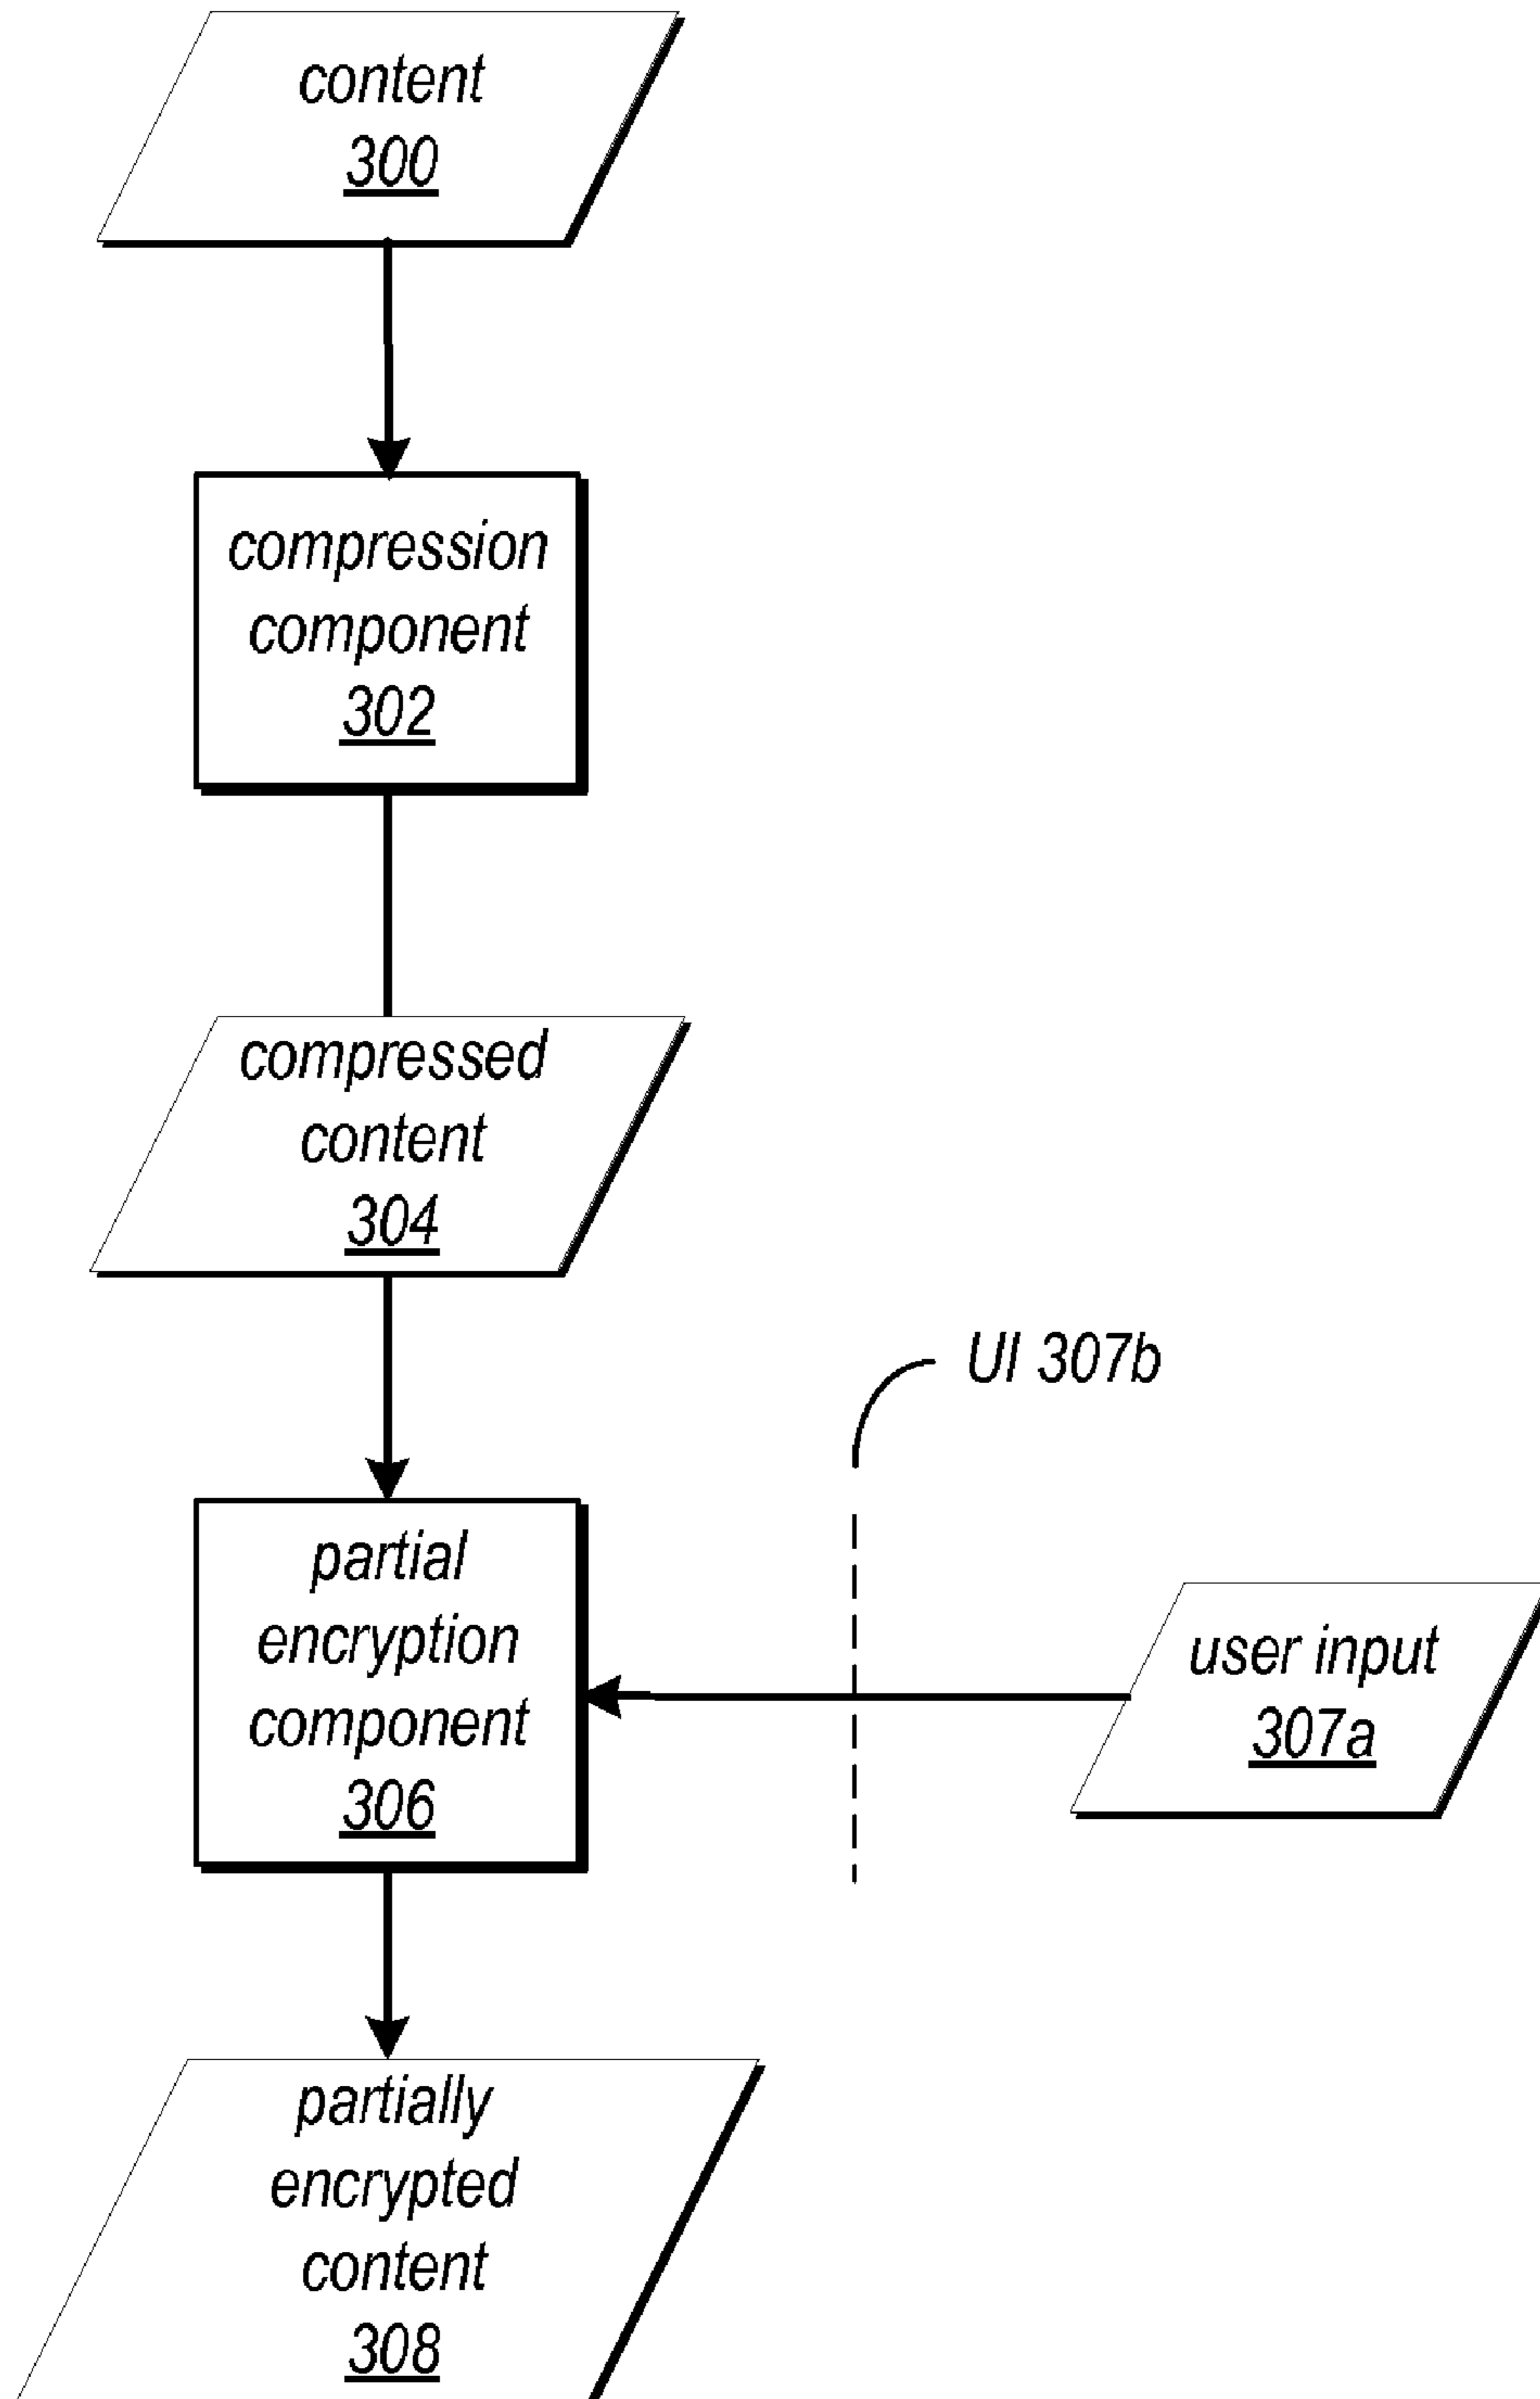 content
300
compression
component
302
compressed
content
304
UI 307b
partial
encryption
component
306
user input
307a
partially
encrypted
content
308